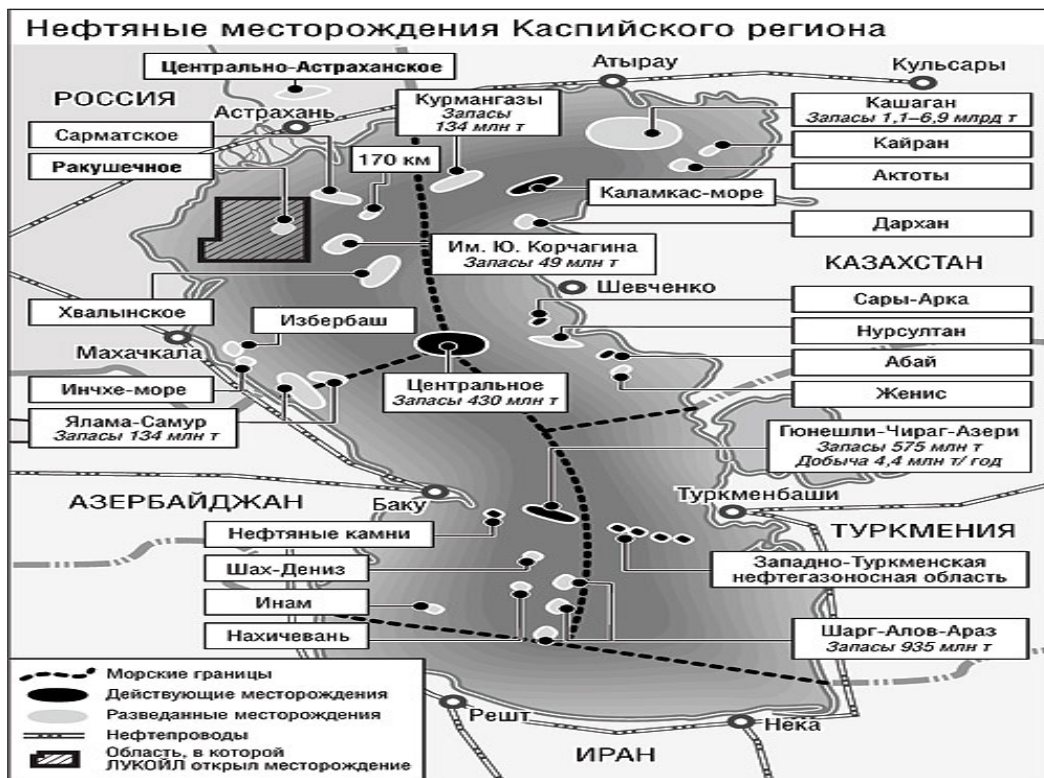 Нефтяные месторождения Каспийского региона
Центрально-Астраханское
Атырау
Кульсары
РОССИЯ
Астрахань
Курмангазы
Запасы
134 млн т
Кашаган
Запасы 1,1–6,9 млрд т
Сарматское
Кайран
Ракушечное
170 км
Актоты
Каламкас-море
Дархан
Им. Ю. Корчагина
Запасы 49 млн т
КАЗАХСТАН
Шевченко
Сары-Арка
Хвалынское
Избербаш
Нурсултан
Махачкала
Абай
Инчхе-море
Центральное
Запасы 430 млн т
Женис
Ялама-Самур
Запасы 134 млн т
Гюнешли-Чираг-Азери
Запасы 575 млн т
Добыча 4,4 млн т/ год
АЗЕРБАЙДЖАН
Баку
Туркменбаши
Нефтяные камни
ТУРКМЕНИЯ
Шах-Дениз
Западно-Туркменская
нефтегазоносная область
Инам
Нахичевань
Шарг-Алов-Араз
Запасы 935 млн т
Морские границы
Действующие месторождения
Разведанные месторождения
Нефтепроводы
Область, в которой
ЛУКОЙЛ открыл месторождение
Решт
Нека
ИРАН